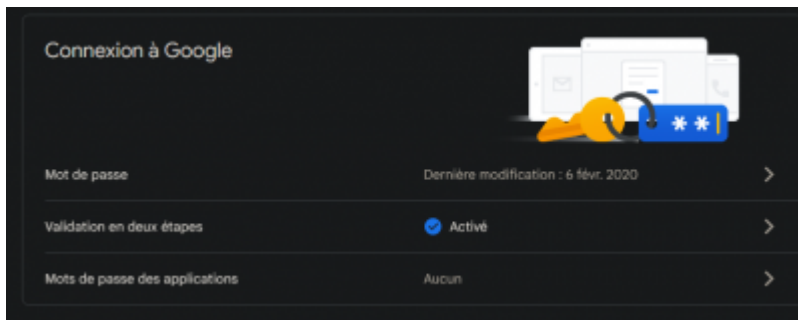 Connexion à Google
**
Mot de passe Dernière modification : 6 févr. 2020
Validation en deux étapes Activé
Mots de passe des applications Aucun